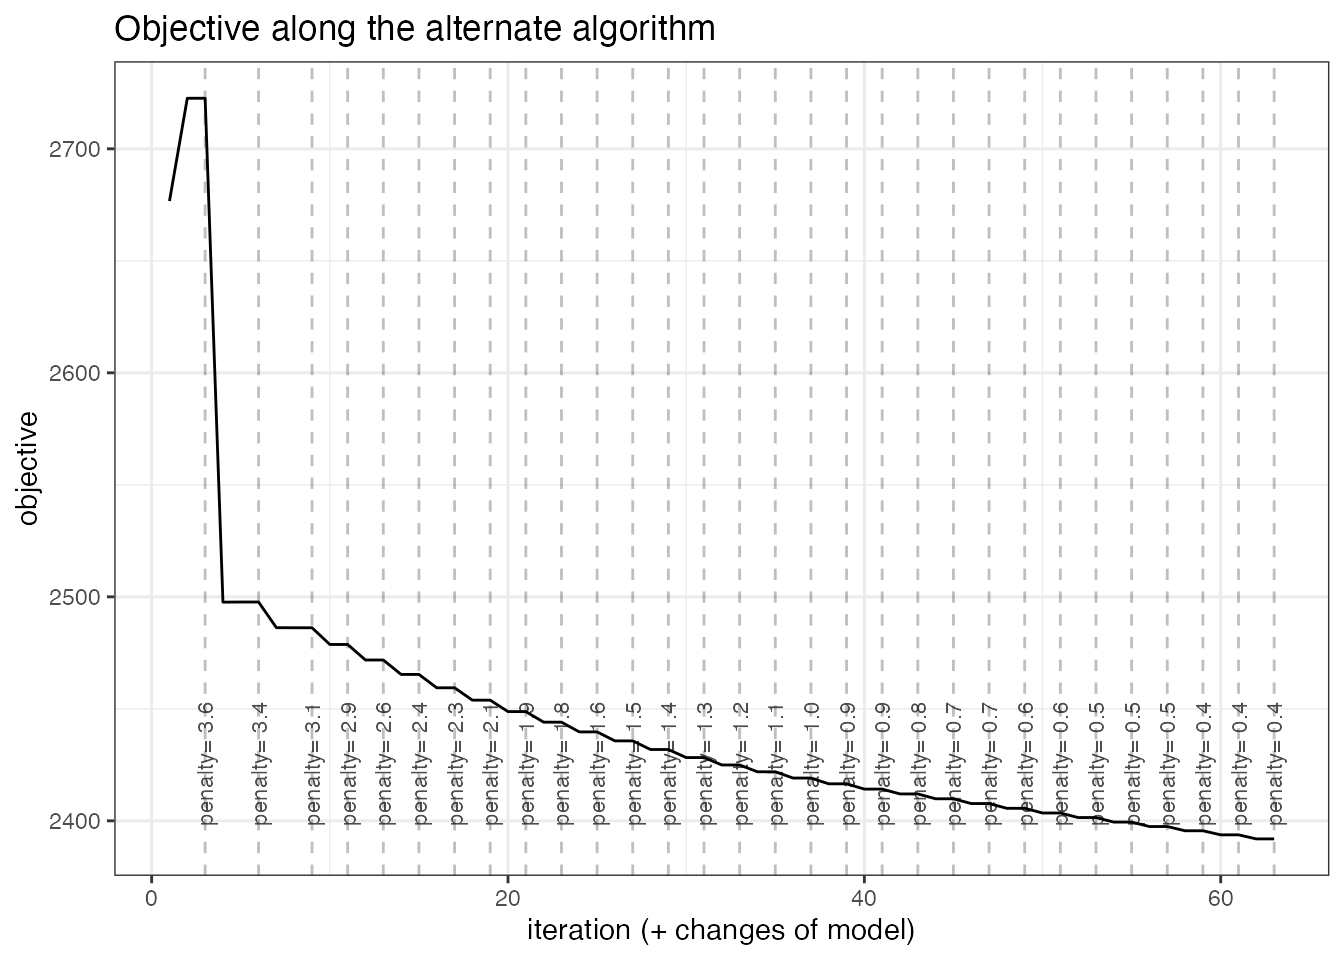 Objective along the alternate algorithm
objective
2700
2600
2500
2400
penalty= 3.6
penalty= 3.4
penalty= 3.1
penalty= 2.9
penalty= 2.6
penalty= 2.4
penalty= 2.3
penalty= 2.1
penalty= 1.9
penalty= 1.8
penalty= 1.6
penalty= 1.5
penalty= 1.4
penalty= 1.3
penalty= 1.2
penalty= 1.1
penalty= 1.0
penalty= 0.9
penalty= 0.9
penalty= 0.8
penalty= 0.7
penalty= 0.7
penalty= 0.6
penalty= 0.6
penalty= 0.5
penalty= 0.5
penalty= 0.5
penalty= 0.4
penalty= 0.4
penalty= 0.4
0
20
40
60
iteration (+ changes of model)